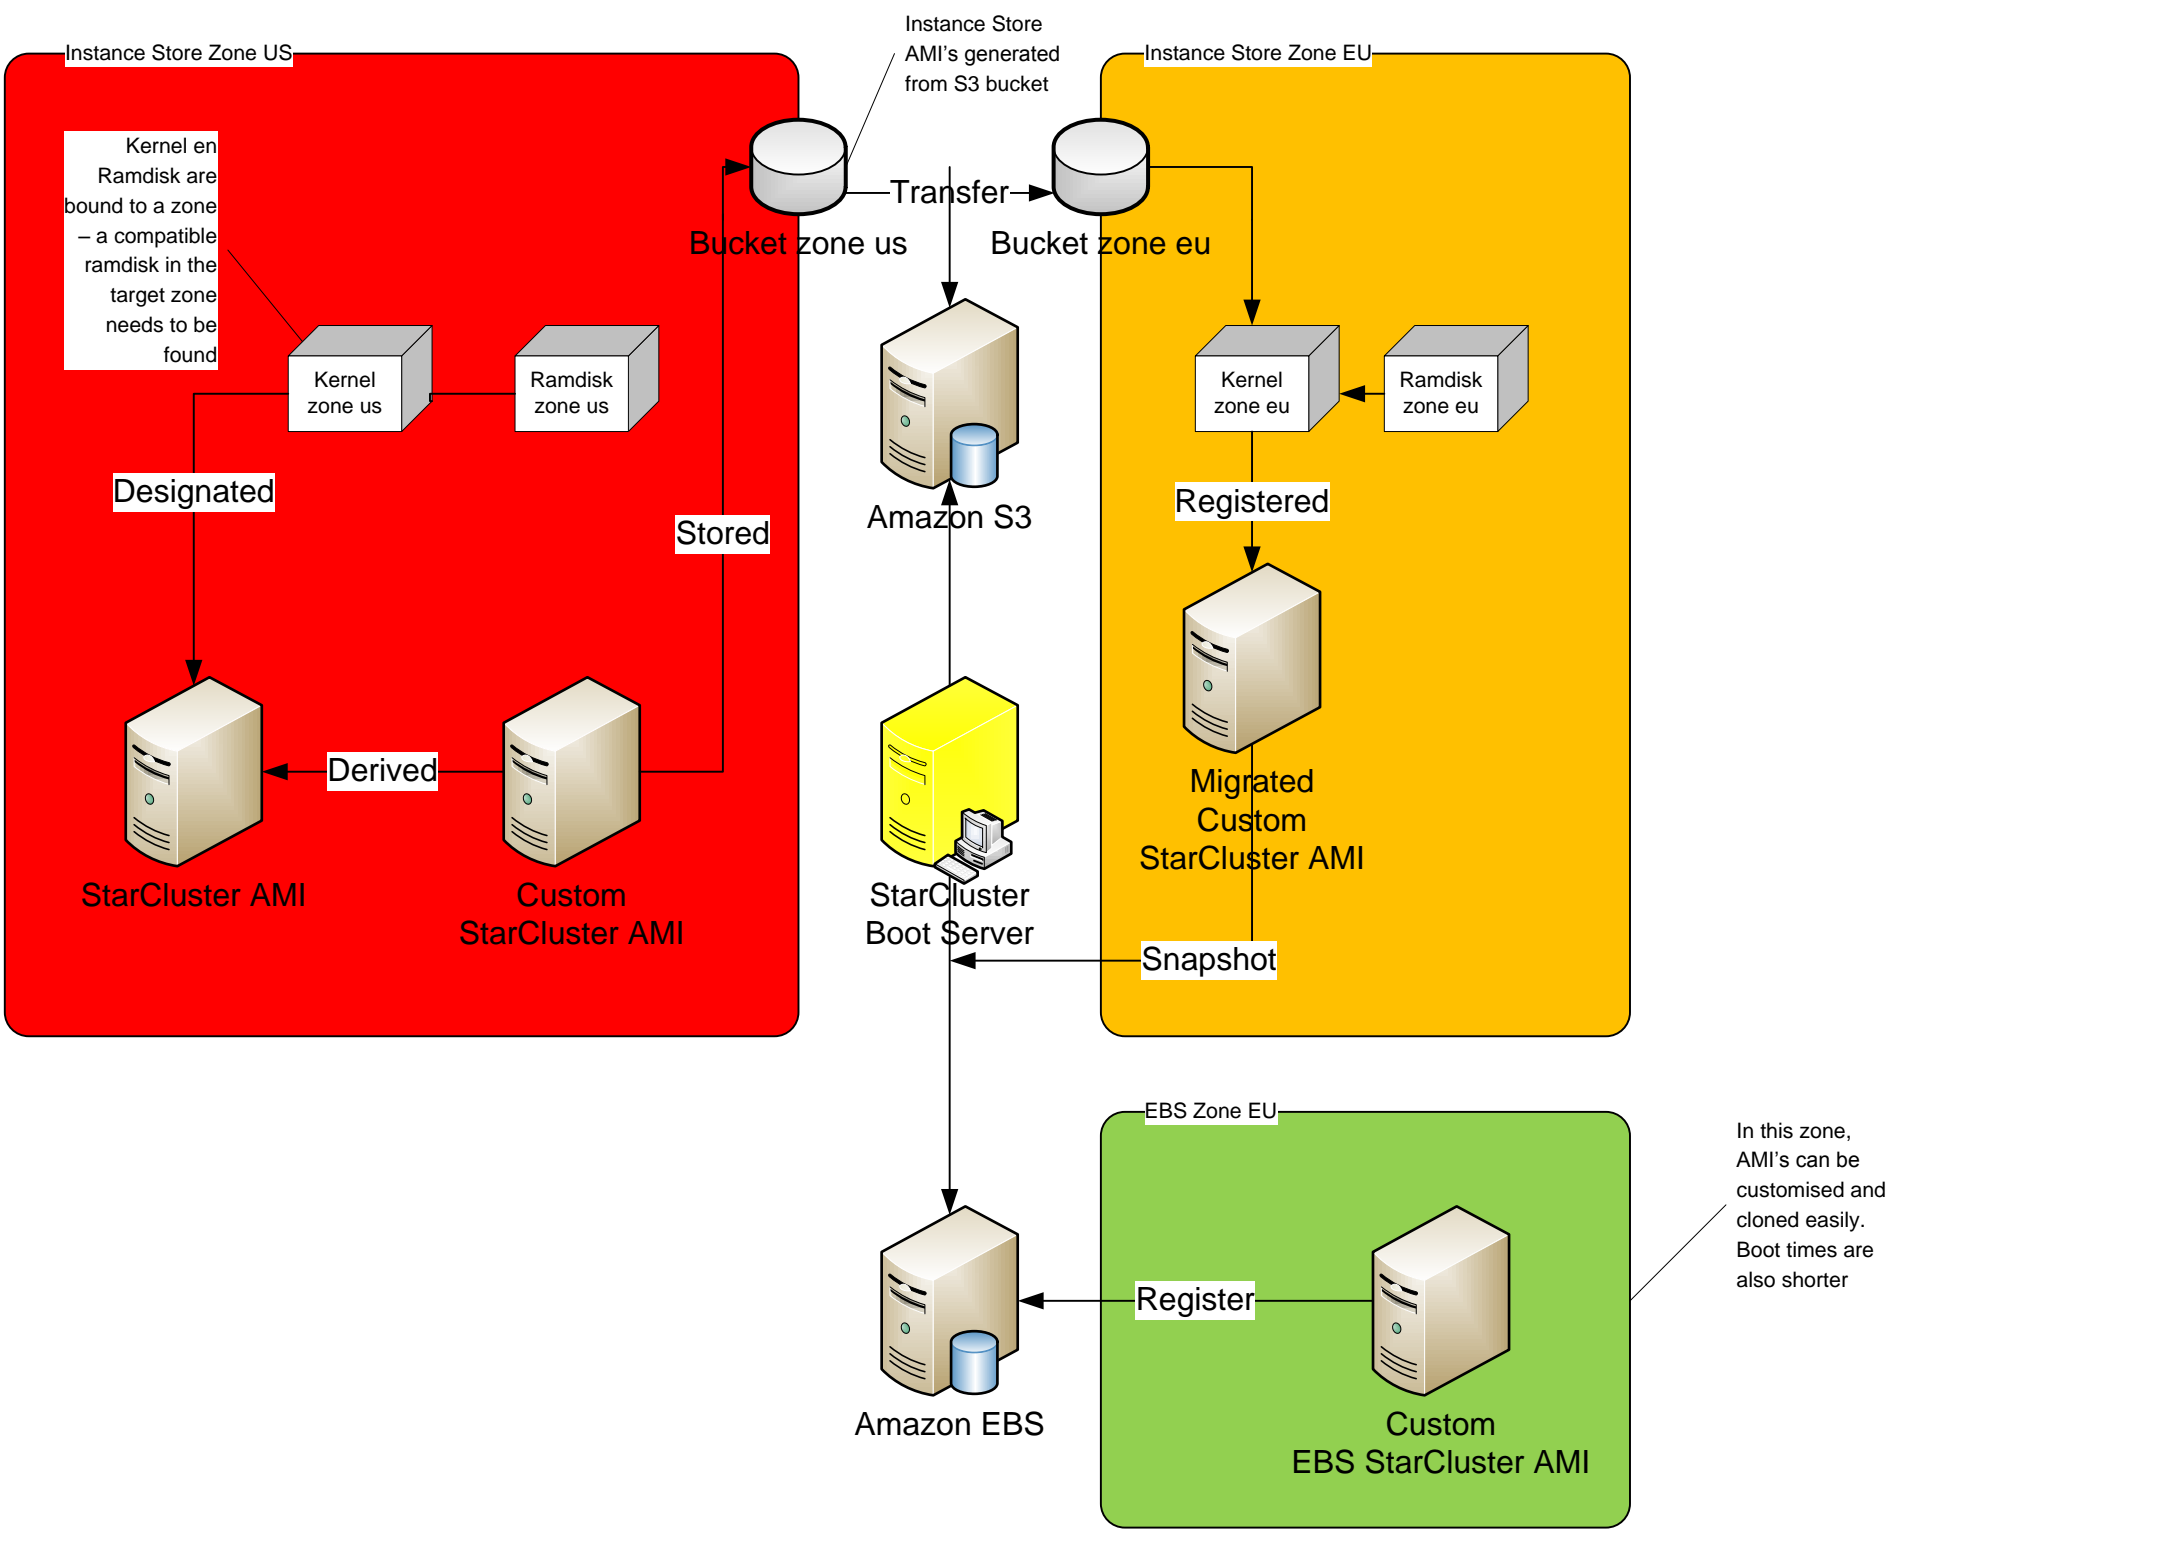 Instance Store
AMI's generated
from S3 bucket
Instance Store Zone US
Instance Store Zone EU
Kernel en
Ramdisk are
bound to a zone
– a compatible
ramdisk in the
target zone
needs to be
found
Transfer
Bucket zone us
Bucket zone eu
Kernel
zone us
Ramdisk
zone us
Kernel
zone eu
Ramdisk
zone eu
Designated
Stored
Amazon S3
Registered
Derived
StarCluster AMI
Custom
StarCluster AMI
StarCluster
Boot Server
Migrated
Custom
StarCluster AMI
Snapshot
EBS Zone EU
In this zone,
AMI's can be
customised and
cloned easily.
Boot times are
also shorter
Register
Amazon EBS
Custom
EBS StarCluster AMI